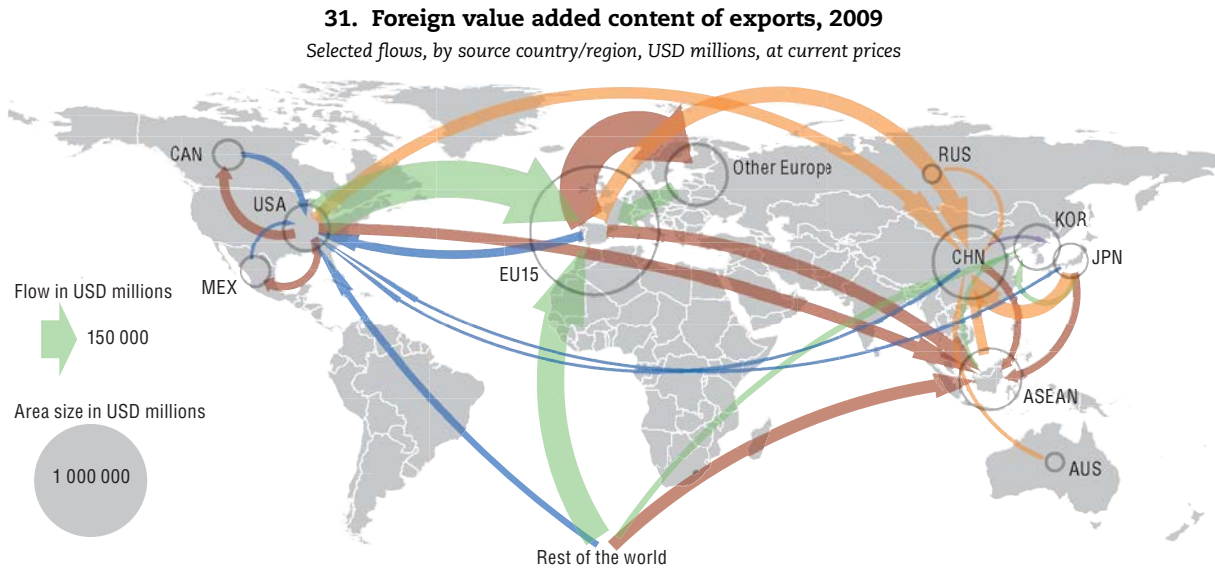 31. Foreign value added content of exports, 2009
Selected flows, by source country/region, USD millions, at current prices
CAN
Other Europe
RUS
USA
KOR
CHN
JPN
EU15
MEX
Flow in USD millions
150 000
ASEAN
Area size in USD millions
1 000 000
AUS
Rest of the world